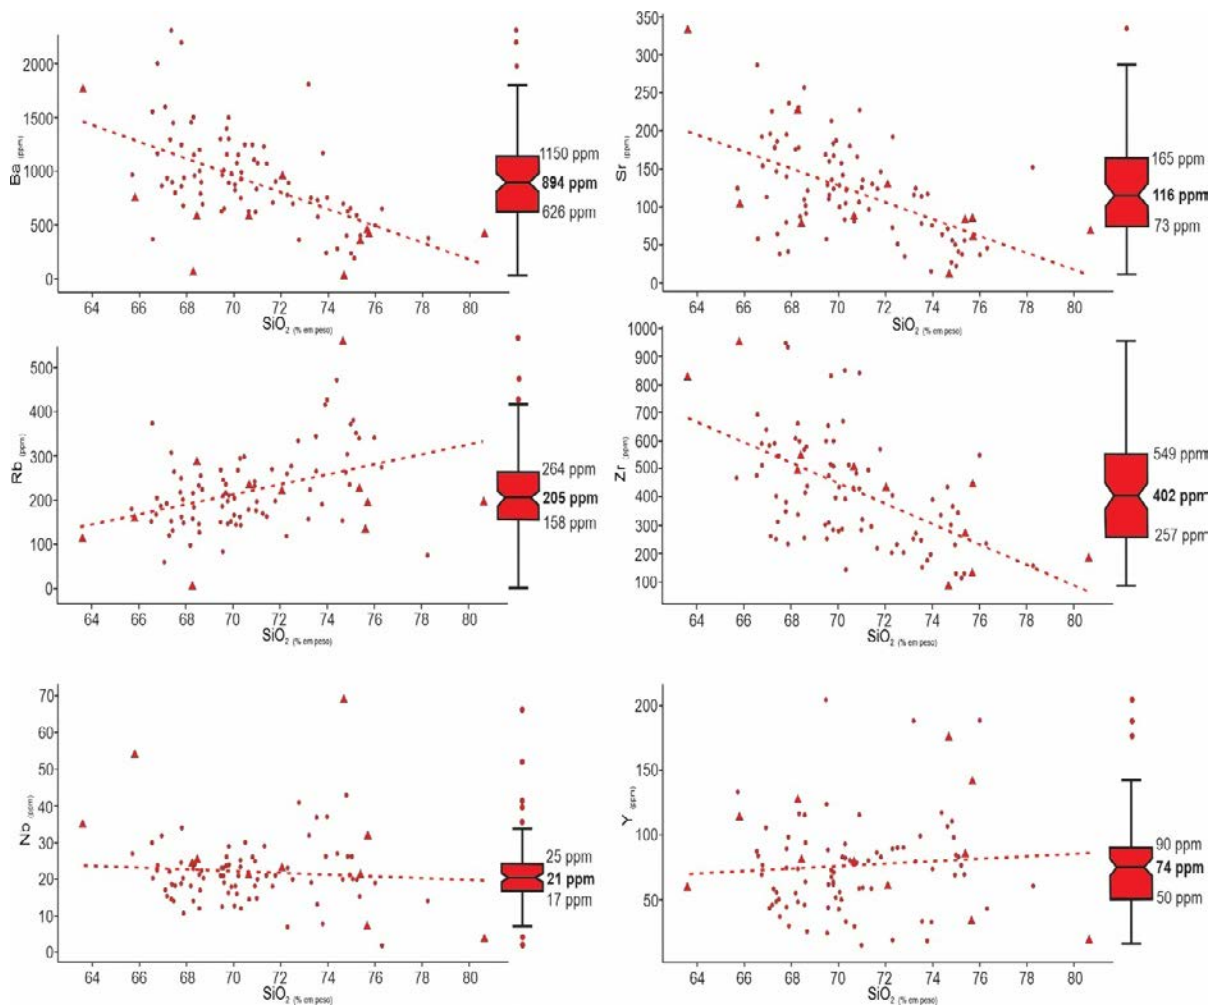 Ba (ppm)
2000
1500
1000
500
0
64 66 68 70 72 74 76 78 80
SiO2 (% em peso)
1150 ppm
894 ppm
626 ppm
Sr (ppm)
350
300
250
200
150
100
50
0
64 66 68 70 72 74 76 78 80
SiO2 (% em peso)
165 ppm
116 ppm
73 ppm
Rb (ppm)
500
400
300
200
100
0
64 66 68 70 72 74 76 78 80
SiO2 (% em peso)
264 ppm
205 ppm
158 ppm
Zr (ppm)
1000
900
800
700
600
500
400
300
200
100
64 66 68 70 72 74 76 78 80
SiO2 (% em peso)
549 ppm
402 ppm
257 ppm
Nb (ppm)
70
60
50
40
30
20
10
0
64 66 68 70 72 74 76 78 80
SiO2 (% em peso)
25 ppm
21 ppm
17 ppm
Y (ppm)
200
150
100
50
64 66 68 70 72 74 76 78 80
SiO2 (% em peso)
90 ppm
74 ppm
50 ppm